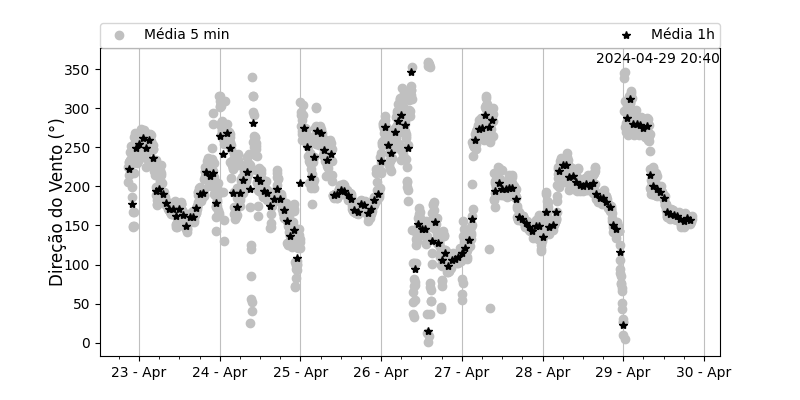 Média 5 min
Média 1h
2024-04-29 20:40
Direção do Vento (°)
350
300
250
200
150
100
50
0
23 - Apr
24 - Apr
25 - Apr
26 - Apr
27 - Apr
28 - Apr
29 - Apr
30 - Apr